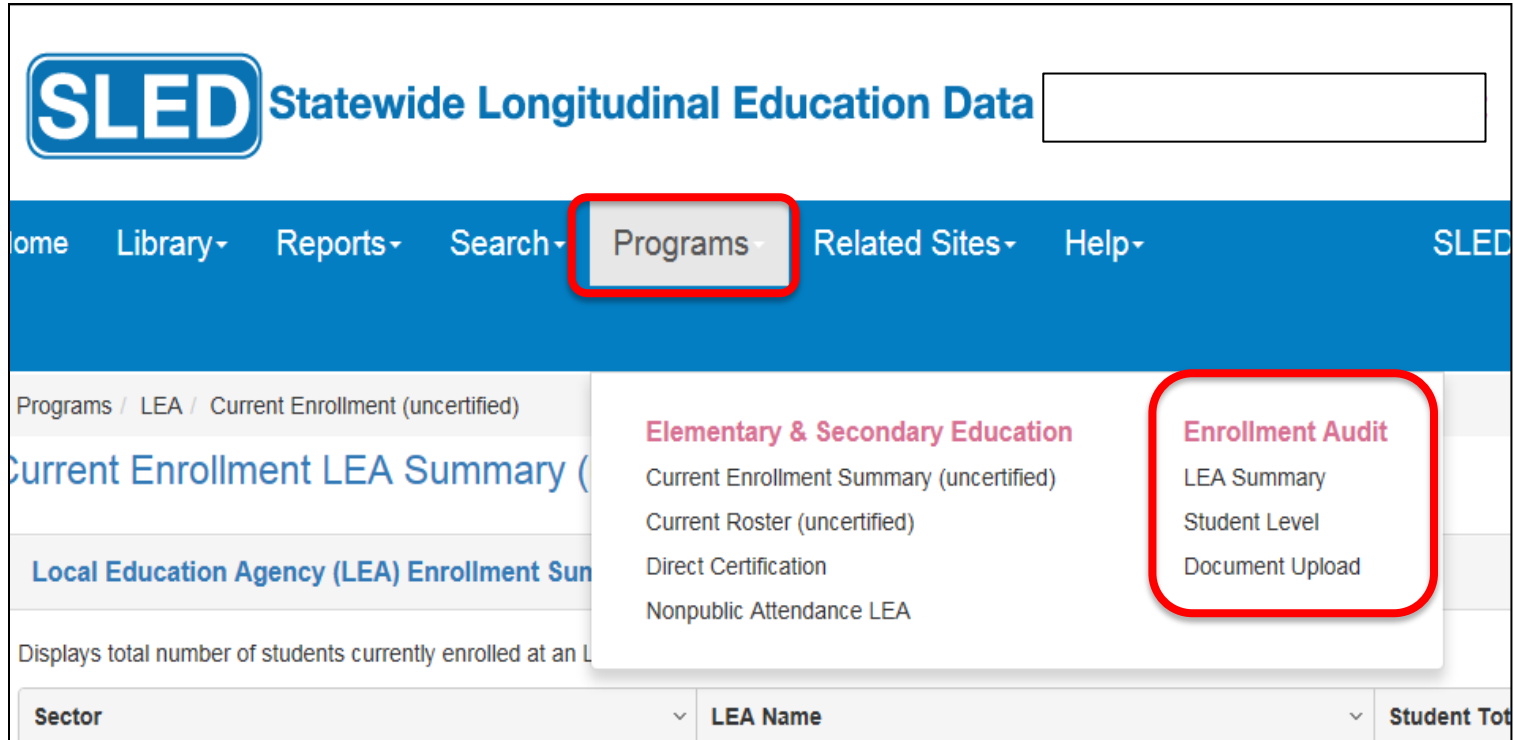 SLED Statewide Longitudinal Education Data
ome Library Reports Search Programs Related Sites Help SLED
Programs / LEA / Current Enrollment (uncertified)
Current Enrollment LEA Summary (
Local Education Agency (LEA) Enrollment Sum
Displays total number of students currently enrolled at an L
Elementary & Secondary Education
Current Enrollment Summary (uncertified)
Current Roster (uncertified)
Direct Certification
Nonpublic Attendance LEA
Enrollment Audit
LEA Summary
Student Level
Document Upload
Sector LEA Name Student Tot